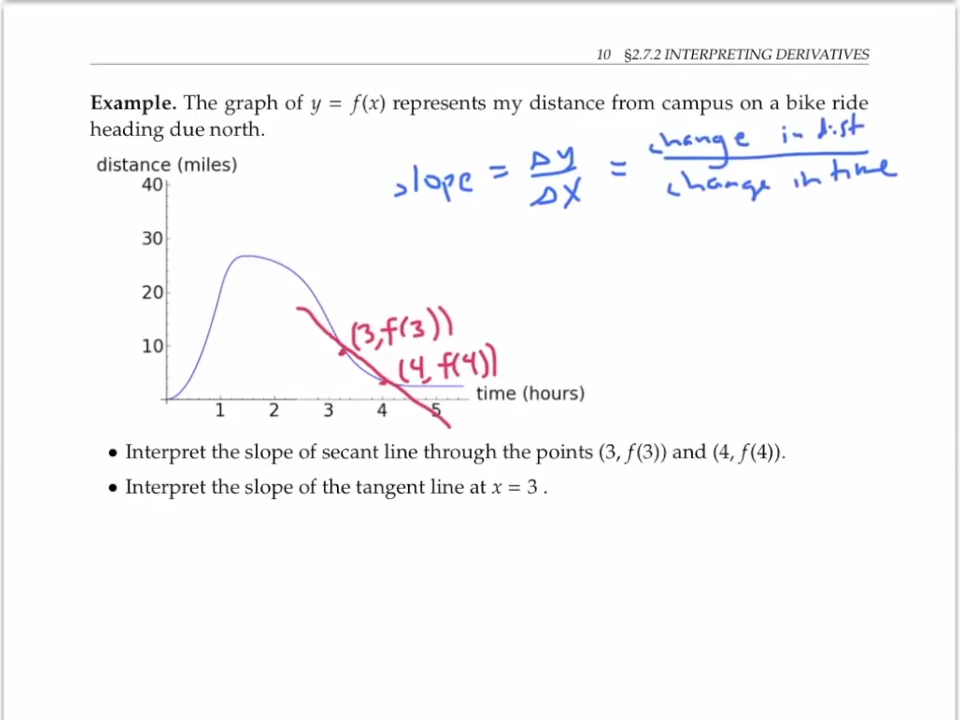 10 §2.7.2 INTERPRETING DERIVATIVES
Example. The graph of y = f(x) represents my distance from campus on a bike ride
heading due north.
slope = ΔY/ΔX = change in dist/change in time
distance (miles)
40
30
20
10
(3,f(3))
(4, f(4))
time (hours)
1 2 3 4 5
• Interpret the slope of secant line through the points (3, f(3)) and (4, f(4)).
• Interpret the slope of the tangent line at x = 3 .